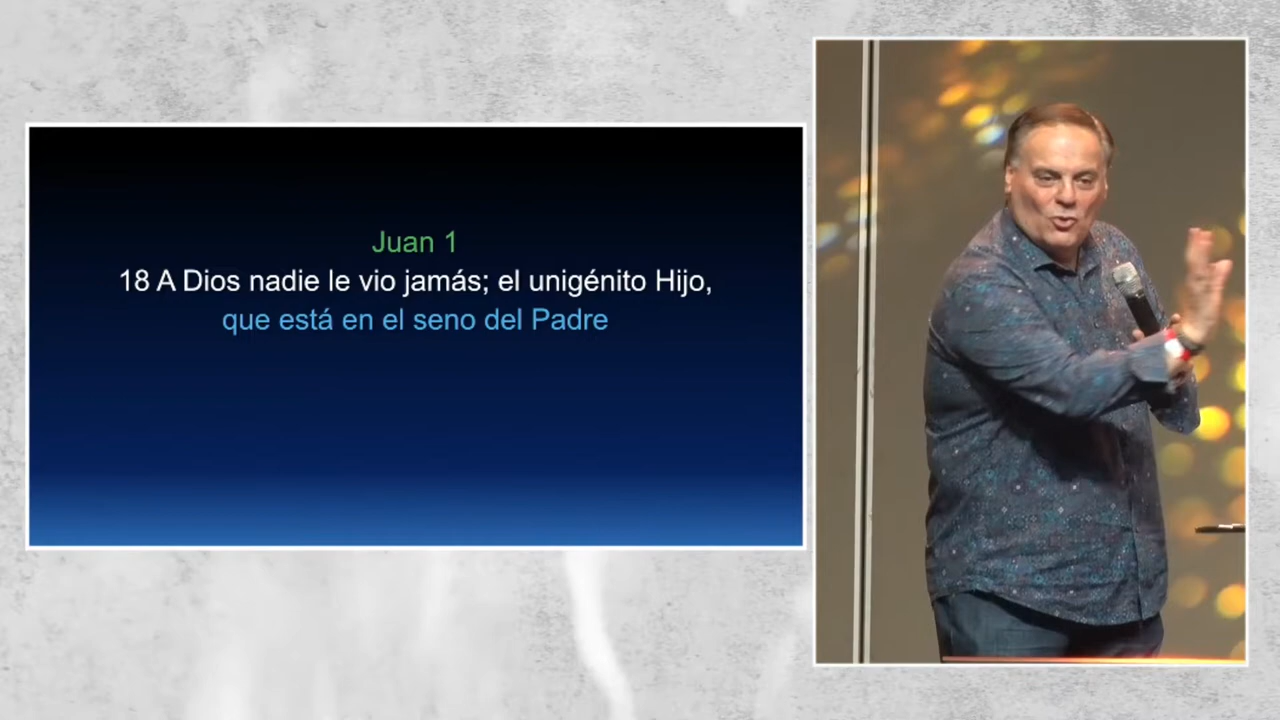 Juan 1
18 A Dios nadie le vio jamás; el unigénito Hijo,
que está en el seno del Padre